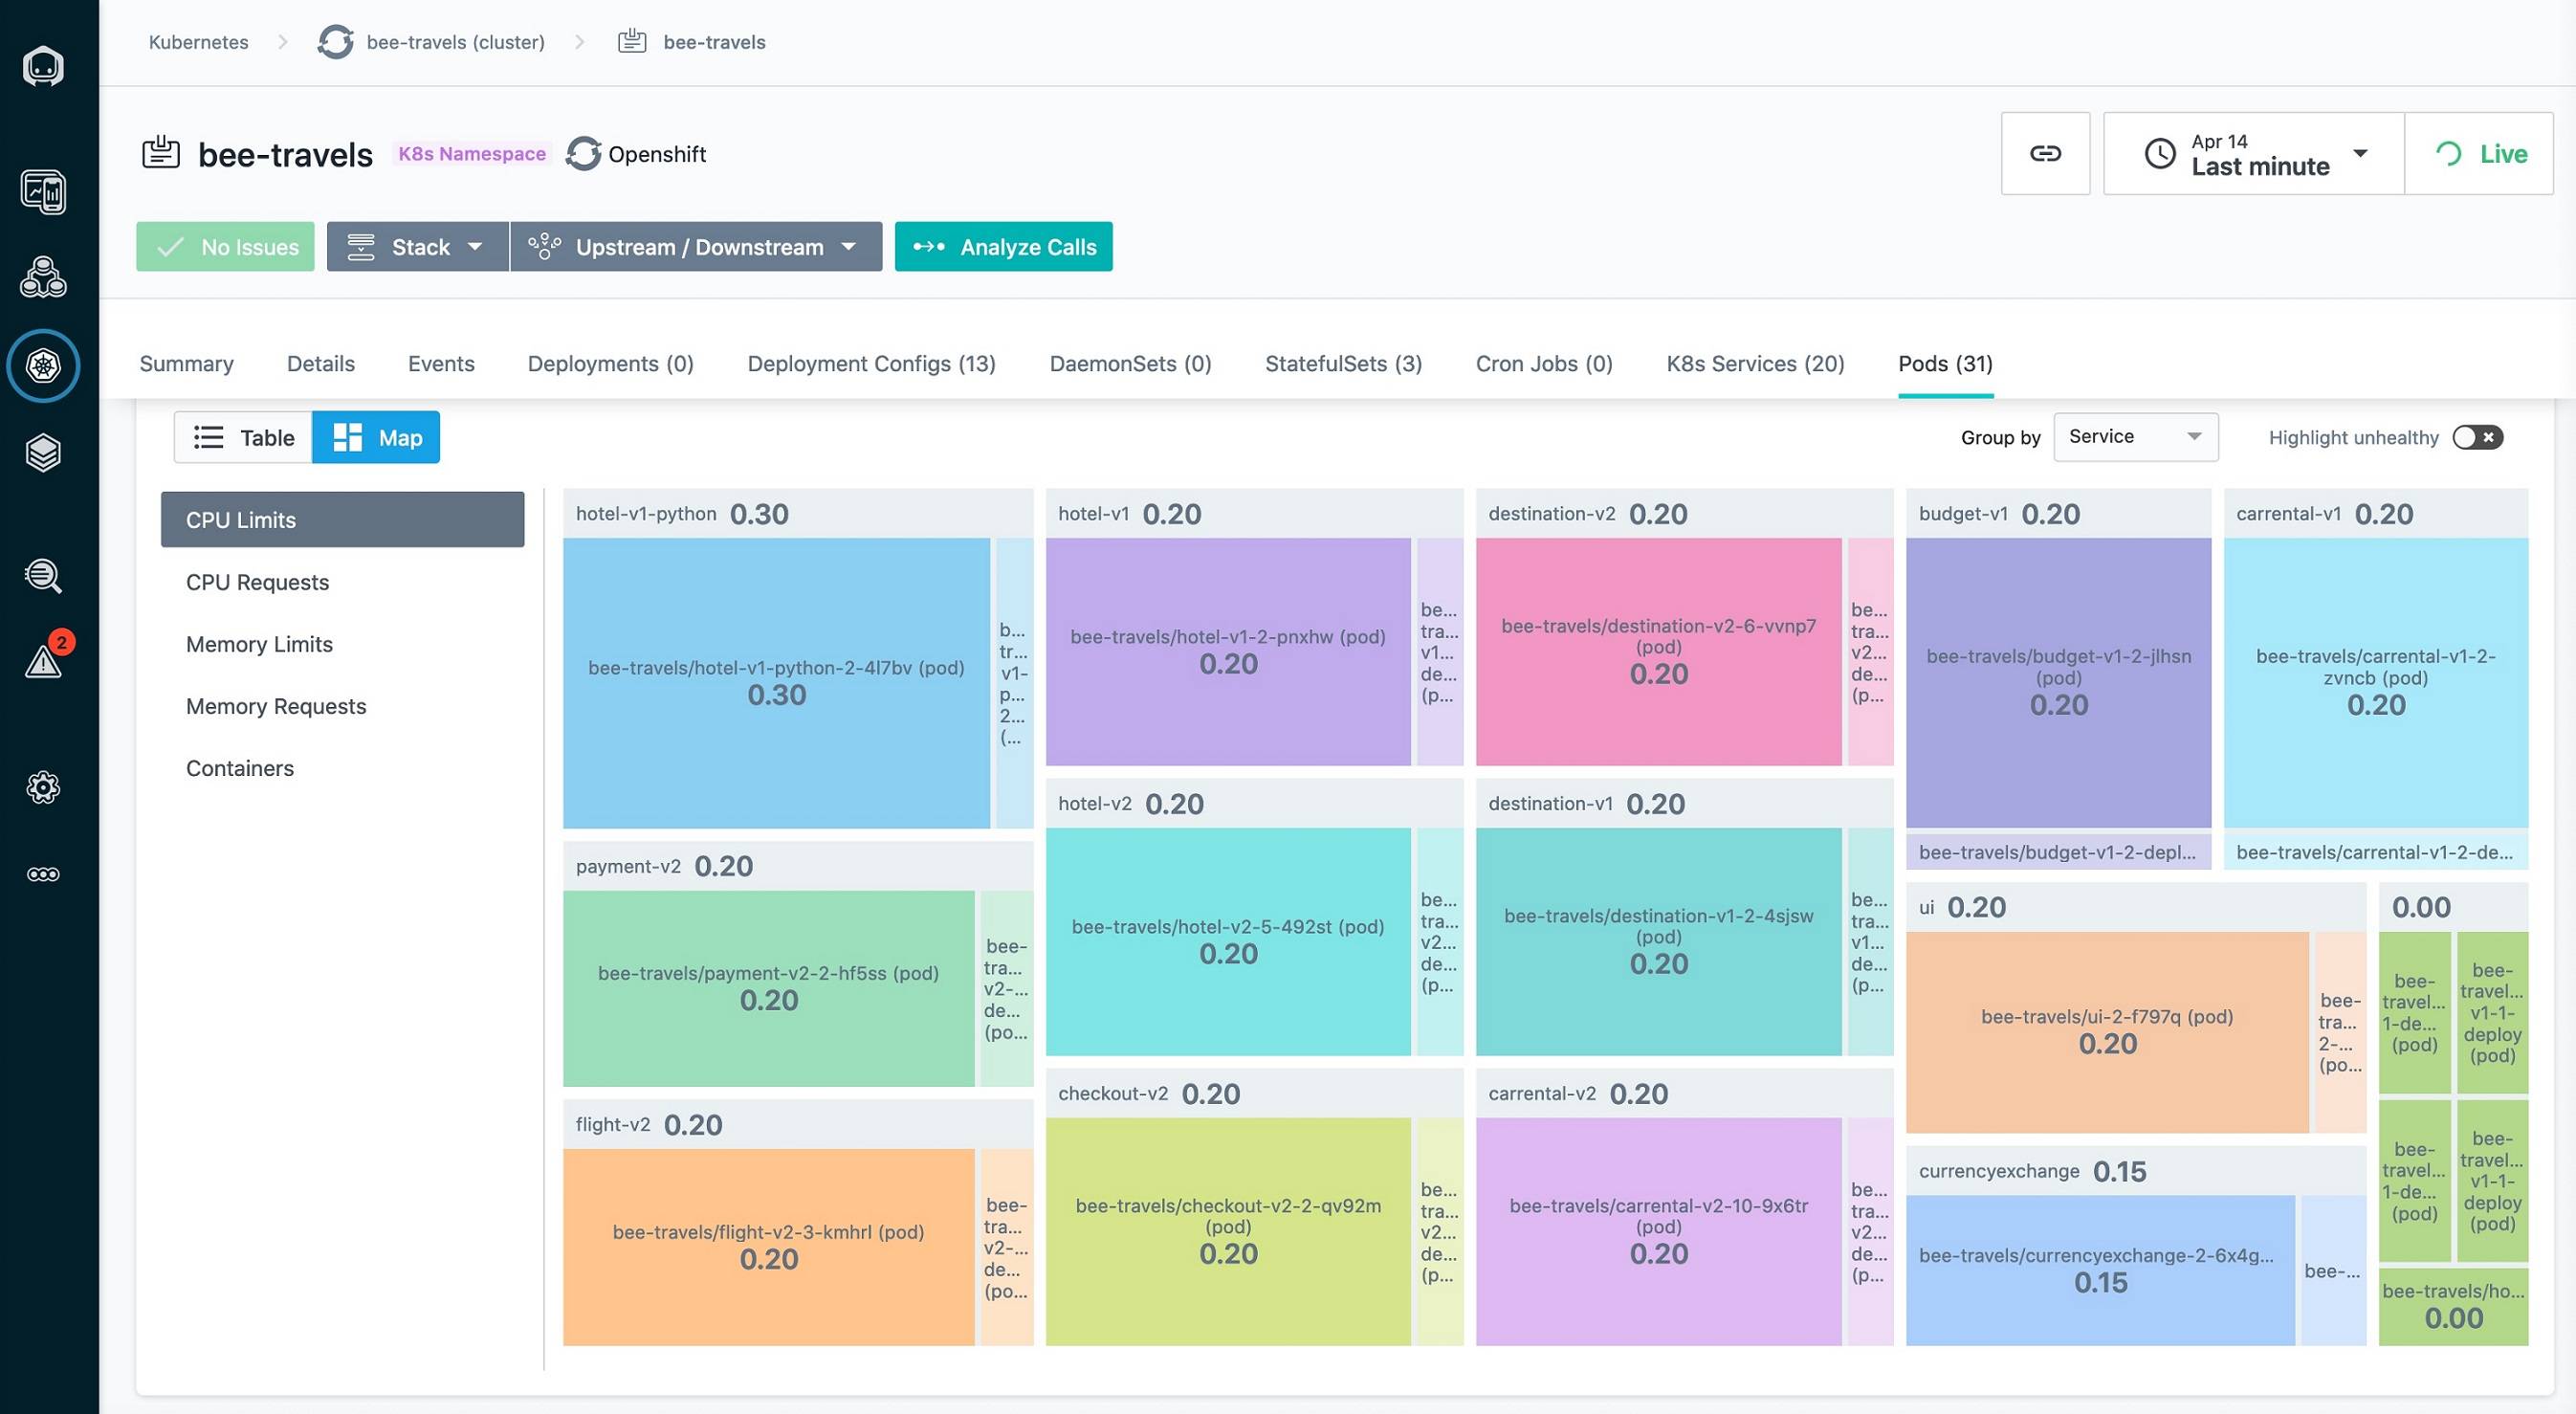 Kubernetes
bee-travels (cluster)
bee-travels
bee-travels K8s Namespace Openshift
Apr 14
Last minute
Live
No Issues
Stack
Upstream / Downstream
Analyze Calls
Summary
Details
Events
Deployments (0)
Deployment Configs (13)
DaemonSets (0)
StatefulSets (3)
Cron Jobs (0)
K8s Services (20)
Pods (31)
2
Table
Map
Group by
Service
Highlight unhealthy
CPU Limits
CPU Requests
Memory Limits
Memory Requests
Containers
hotel-v1-python 0.30
bee-travels/hotel-v1-python-2-4l7bv (pod)
0.30
b...
tr...
v1-
p...
2...
(...
payment-v2 0.20
bee-travels/payment-v2-2-hf5ss (pod)
0.20
bee-
tra...
v2-...
de...
(po...
flight-v2 0.20
bee-travels/flight-v2-3-kmhrl (pod)
0.20
bee-
tra...
v2-...
de...
(po...
hotel-v1 0.20
bee-travels/hotel-v1-2-pnxhw (pod)
0.20
be...
tra...
v1...
de...
(p...
hotel-v2 0.20
bee-travels/hotel-v2-5-492st (pod)
0.20
be...
tra...
v2...
de...
(p...
checkout-v2 0.20
bee-travels/checkout-v2-2-qv92m
(pod)
0.20
be...
tra...
v2...
de...
(p...
destination-v2 0.20
bee-travels/destination-v2-6-vvnp7
(pod)
0.20
be...
tra...
v2...
de...
(p...
destination-v1 0.20
bee-travels/destination-v1-2-4sjsw
(pod)
0.20
be...
tra...
v1...
de...
(p...
carrental-v2 0.20
bee-travels/carrental-v2-10-9x6tr
(pod)
0.20
be...
tra...
v2...
de...
(p...
budget-v1 0.20
bee-travels/budget-v1-2-jlhsn
(pod)
0.20
bee-travels/budget-v1-2-depl...
carrental-v1 0.20
bee-travels/carrental-v1-2-
zvncb (pod)
0.20
bee-travels/carrental-v1-2-de...
ui 0.20
bee-travels/ui-2-f797q (pod)
0.20
bee-
tra...
2-...
(po...
currencyexchange 0.15
bee-travels/currencyexchange-2-6x4g...
0.15
bee-...
0.00
bee-
travel...
1-de...
(pod)
bee-
travel...
v1-1-
deploy
(pod)
bee-
travel...
1-de...
(pod)
bee-
travel...
v1-1-
deploy
(pod)
bee-travels/ho...
0.00